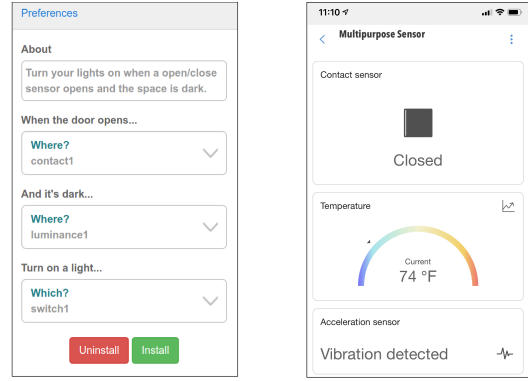 Preferences
About
Turn your lights on when a open/close
sensor opens and the space is dark.
When the door opens...
Where?
contact1
And it's dark...
Where?
luminance1
Turn on a light...
Which?
switch1
Uninstall Install
11:10
Multipurpose Sensor
Contact sensor
Closed
Temperature
Current
74 °F
Acceleration sensor
Vibration detected